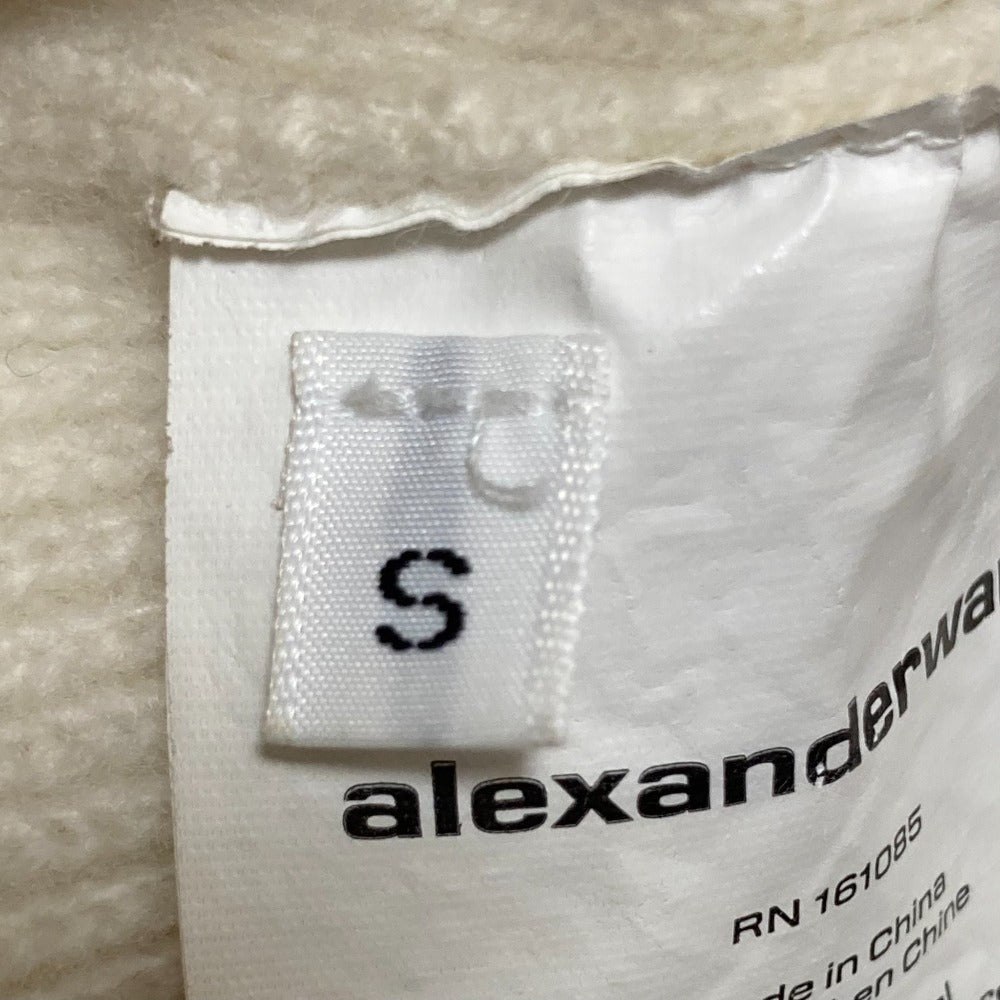 S
alexanderwa
RN 161085
de in China
en Chine